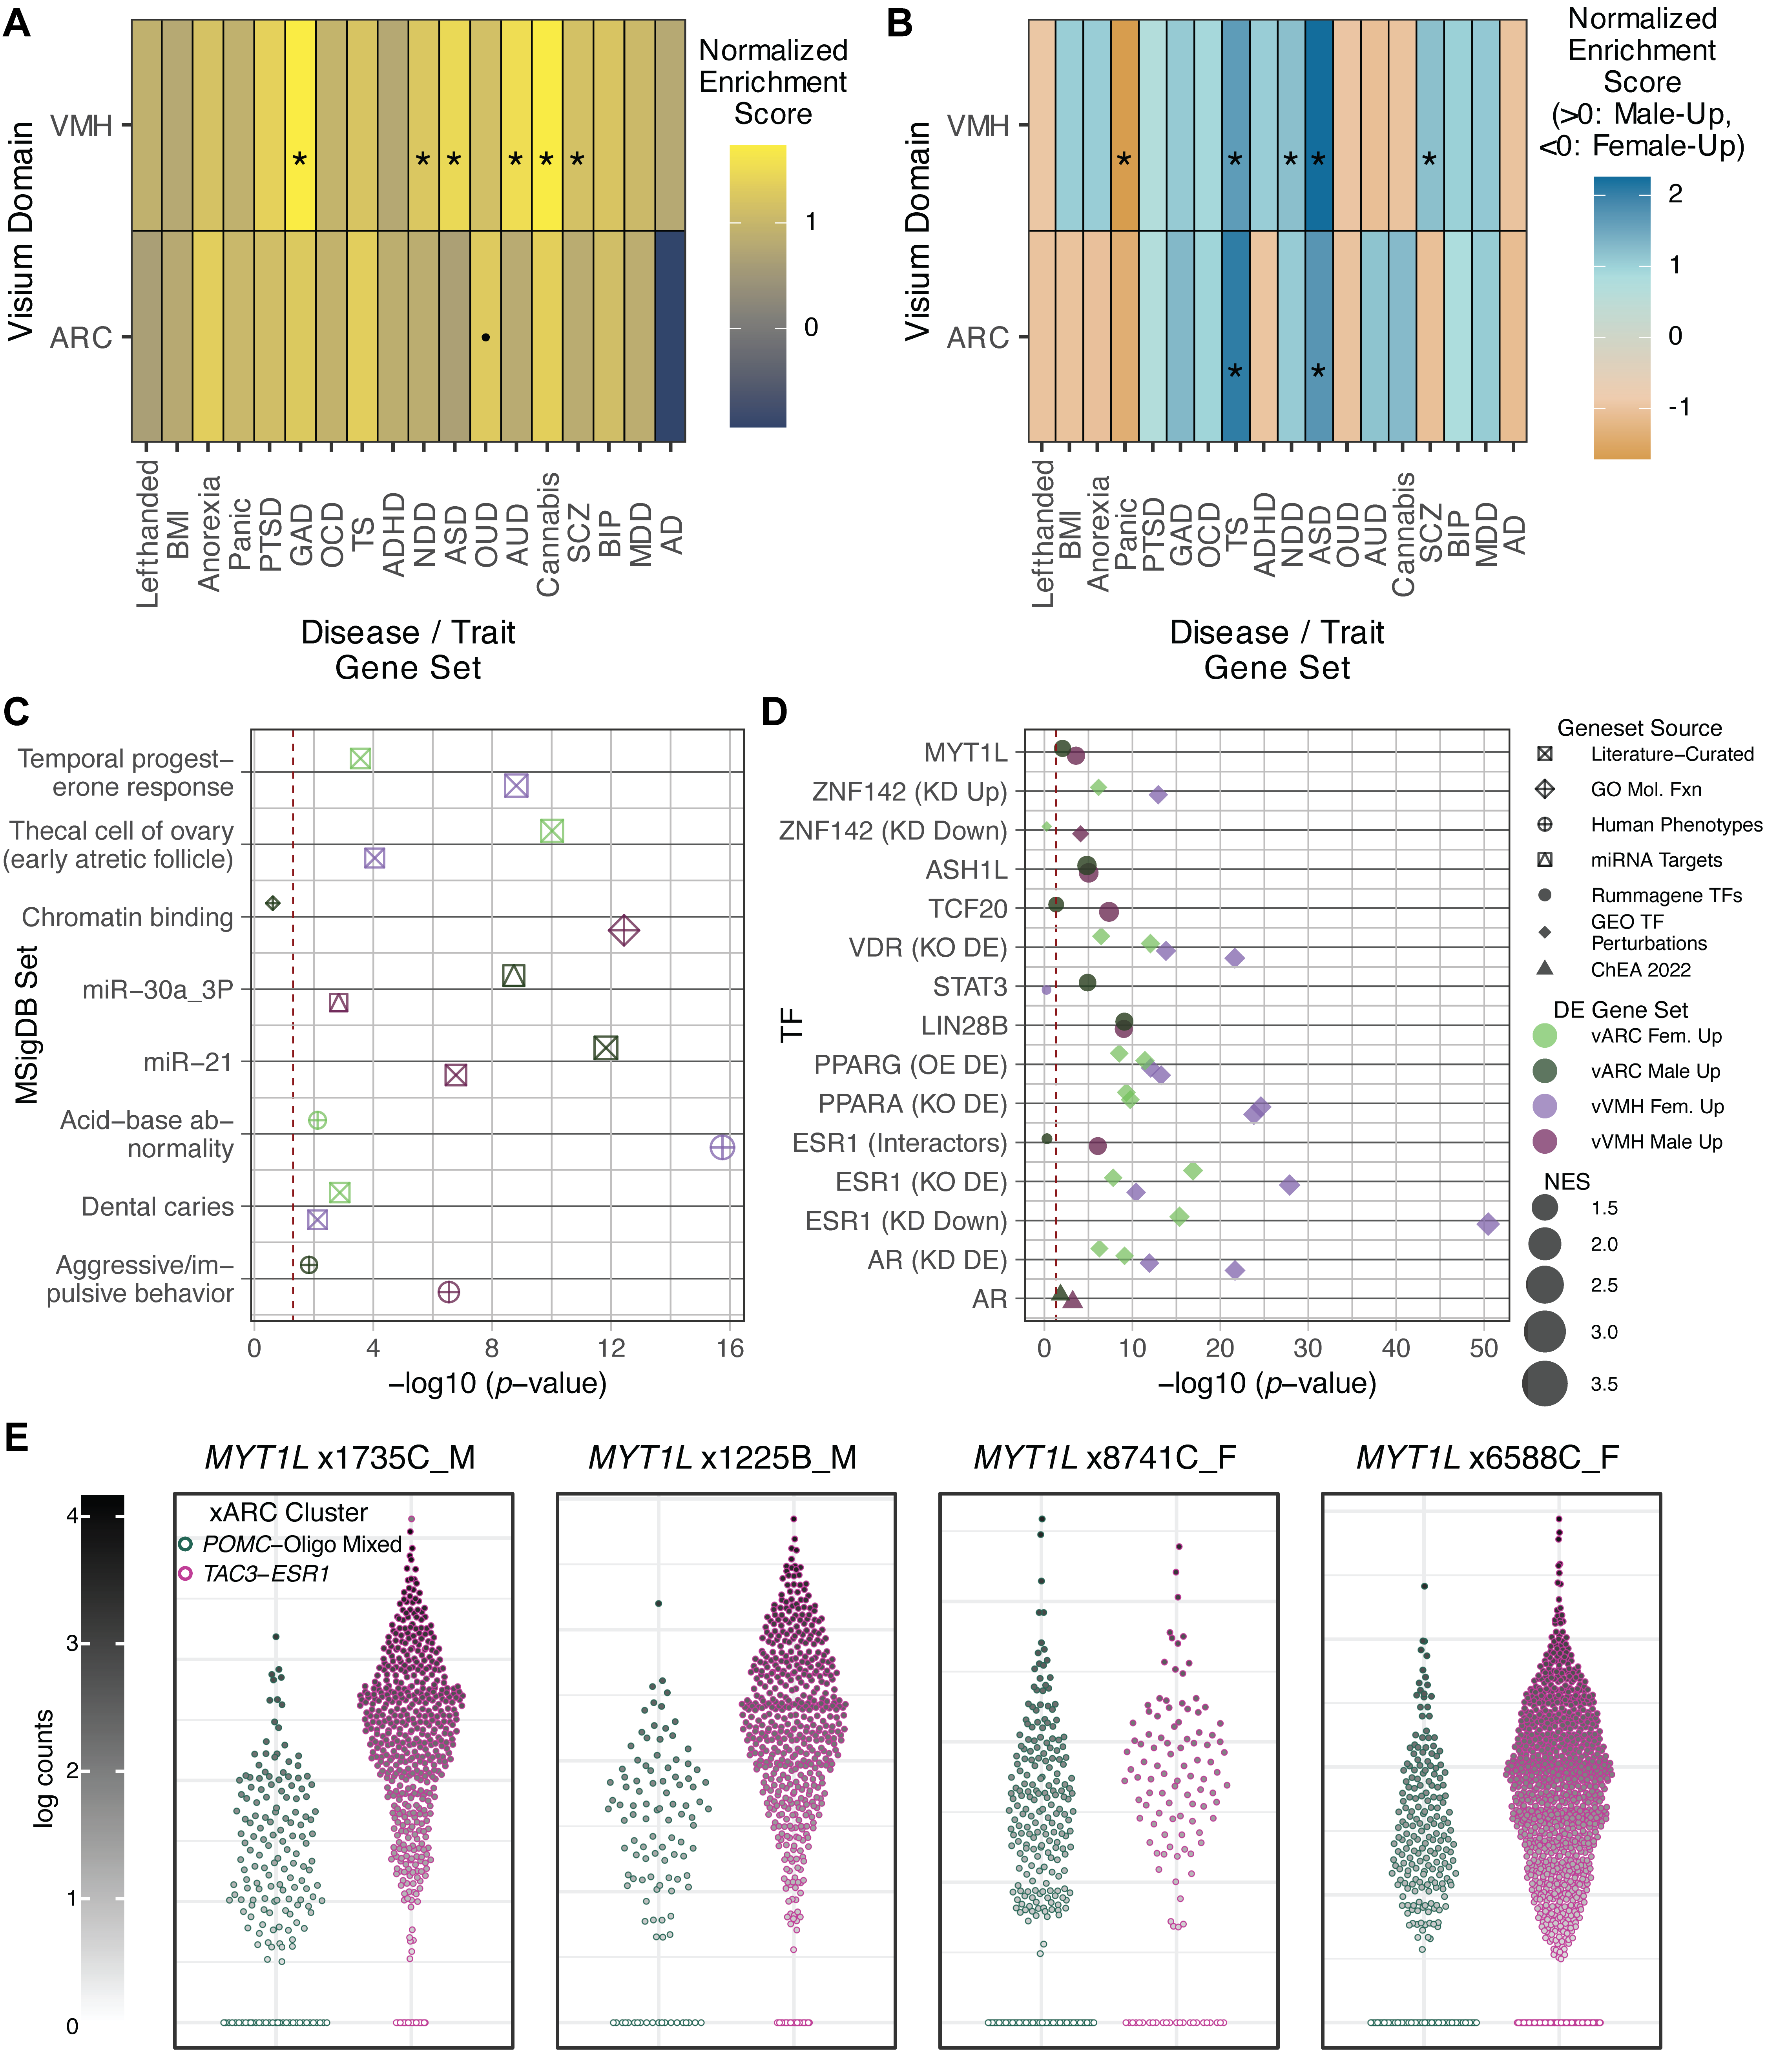 A
VMH
ARC
Visium Domain
* * * * * *
•
Lefthanded
BMI
Anorexia
Panic
PTSD
GAD
OCD
TS
ADHD
NDD
ASD
OUD
AUD
Cannabis
SCZ
BIP
MDD
AD
Disease / Trait
Gene Set
Normalized
Enrichment
Score
1
0
B
VMH
ARC
Visium Domain
* * * * *
* *
Lefthanded
BMI
Anorexia
Panic
PTSD
GAD
OCD
TS
ADHD
NDD
ASD
OUD
AUD
Cannabis
SCZ
BIP
MDD
AD
Disease / Trait
Gene Set
Normalized
Enrichment
Score
(>0: Male-Up,
<0: Female-Up)
2
1
0
-1
C
MSigDB Set
Temporal progest–
erone response
Thecal cell of ovary
(early atretic follicle)
Chromatin binding
miR–30a_3P
miR–21
Acid–base ab–
normality
Dental caries
Aggressive/im–
pulsive behavior
0 4 8 12 16
–log10 (p–value)
D
TF
MYT1L
ZNF142 (KD Up)
ZNF142 (KD Down)
ASH1L
TCF20
VDR (KO DE)
STAT3
LIN28B
PPARG (OE DE)
PPARA (KO DE)
ESR1 (Interactors)
ESR1 (KO DE)
ESR1 (KD Down)
AR (KD DE)
AR
0 10 20 30 40 50
–log10 (p–value)
Geneset Source
Literature–Curated
GO Mol. Fxn
Human Phenotypes
miRNA Targets
Rummagene TFs
GEO TF
Perturbations
ChEA 2022
DE Gene Set
vARC Fem. Up
vARC Male Up
vVMH Fem. Up
vVMH Male Up
NES
1.5
2.0
2.5
3.0
3.5
E
log counts
4
3
2
1
0
MYT1L x1735C_M
xARC Cluster
POMC–Oligo Mixed
TAC3–ESR1
MYT1L x1225B_M
MYT1L x8741C_F
MYT1L x6588C_F